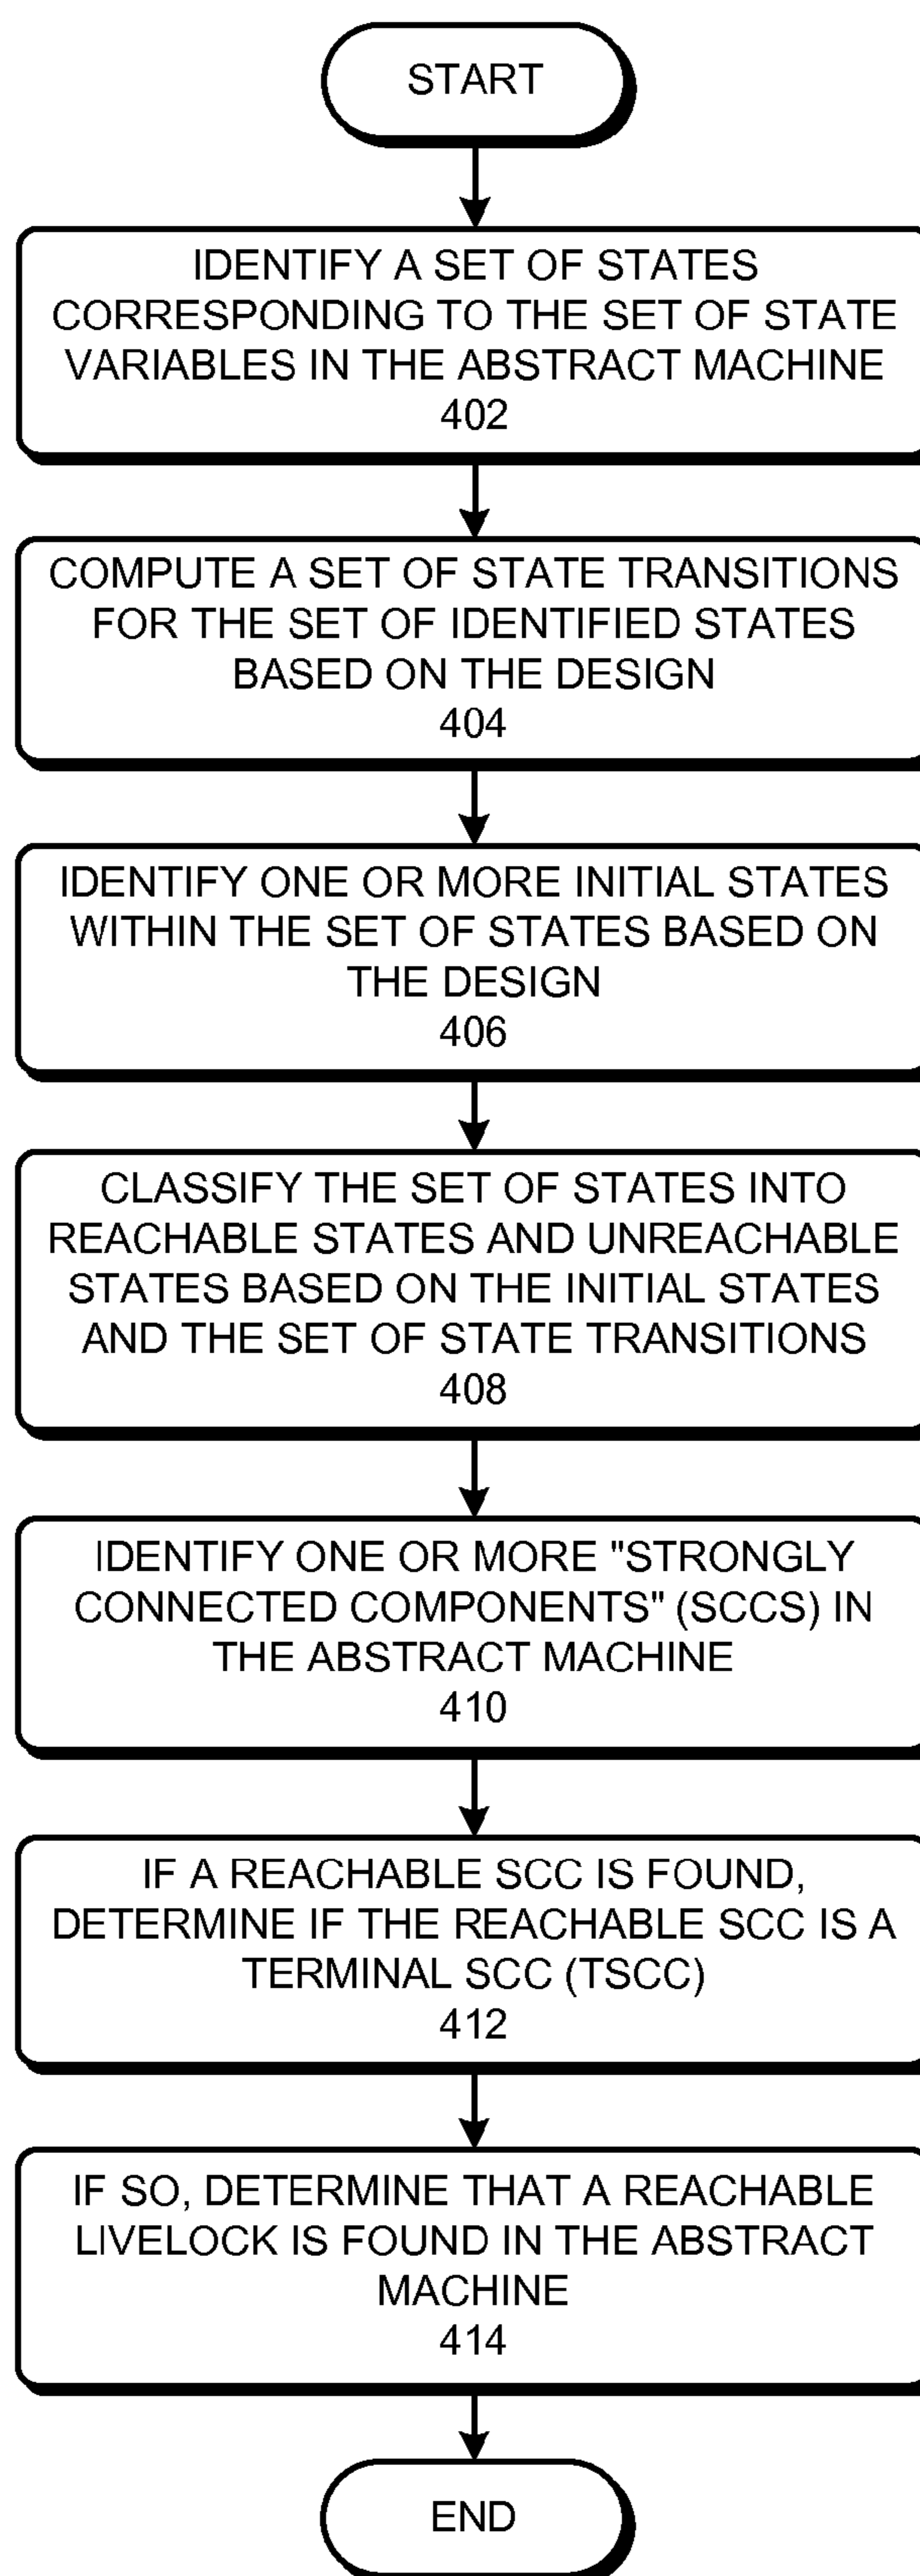 START
IDENTIFY A SET OF STATES
CORRESPONDING TO THE SET OF STATE
VARIABLES IN THE ABSTRACT MACHINE
402
COMPUTE A SET OF STATE TRANSITIONS
FOR THE SET OF IDENTIFIED STATES
BASED ON THE DESIGN
404
IDENTIFY ONE OR MORE INITIAL STATES
WITHIN THE SET OF STATES BASED ON
THE DESIGN
406
CLASSIFY THE SET OF STATES INTO
REACHABLE STATES AND UNREACHABLE
STATES BASED ON THE INITIAL STATES
AND THE SET OF STATE TRANSITIONS
408
IDENTIFY ONE OR MORE "STRONGLY
CONNECTED COMPONENTS" (SCCS) IN
THE ABSTRACT MACHINE
410
IF A REACHABLE SCC IS FOUND,
DETERMINE IF THE REACHABLE SCC IS A
TERMINAL SCC (TSCC)
412
IF SO, DETERMINE THAT A REACHABLE
LIVELOCK IS FOUND IN THE ABSTRACT
MACHINE
414
END